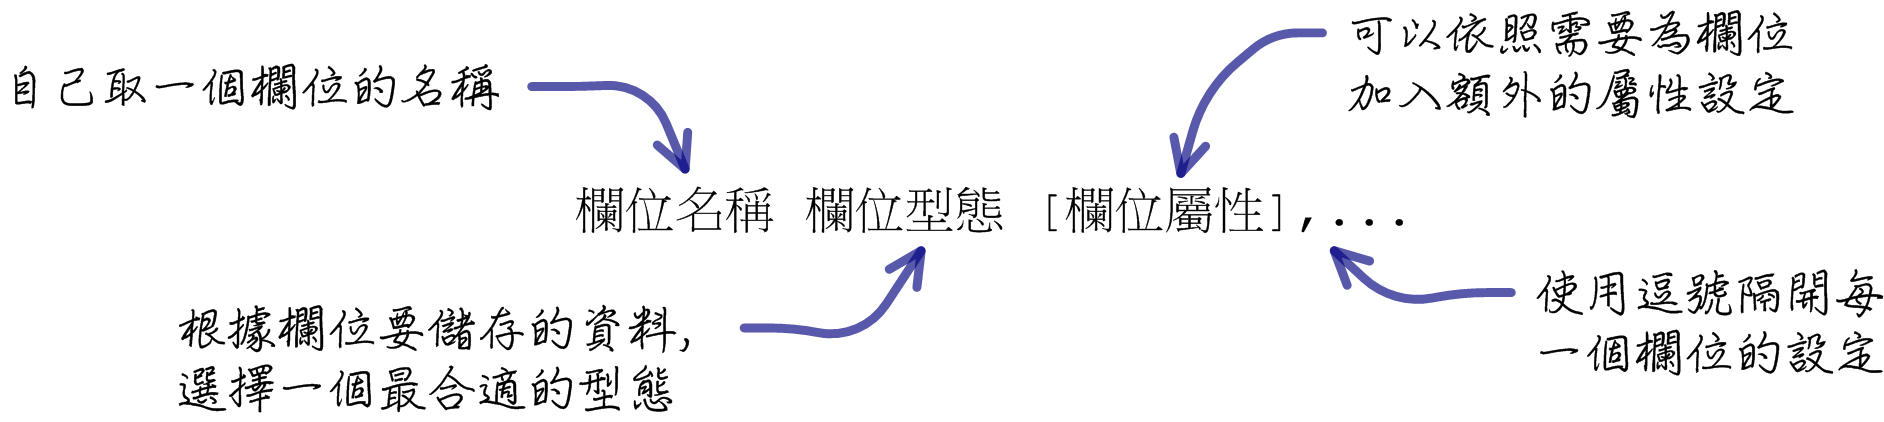 可以依照需要為欄位
加入額外的屬性設定
自己取一個欄位的名稱
欄位名稱 欄位型態 [欄位屬性],...
根據欄位要儲存的資料,
選擇一個最合適的型態
使用逗號隔開每
一個欄位的設定